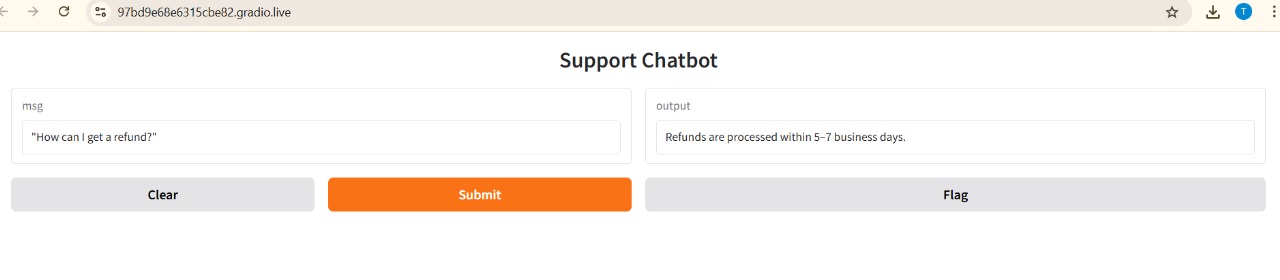 97bd9e68e6315cbe82.gradio.live
T
Support Chatbot
msg
"How can I get a refund?"
output
Refunds are processed within 5–7 business days.
Clear
Submit
Flag